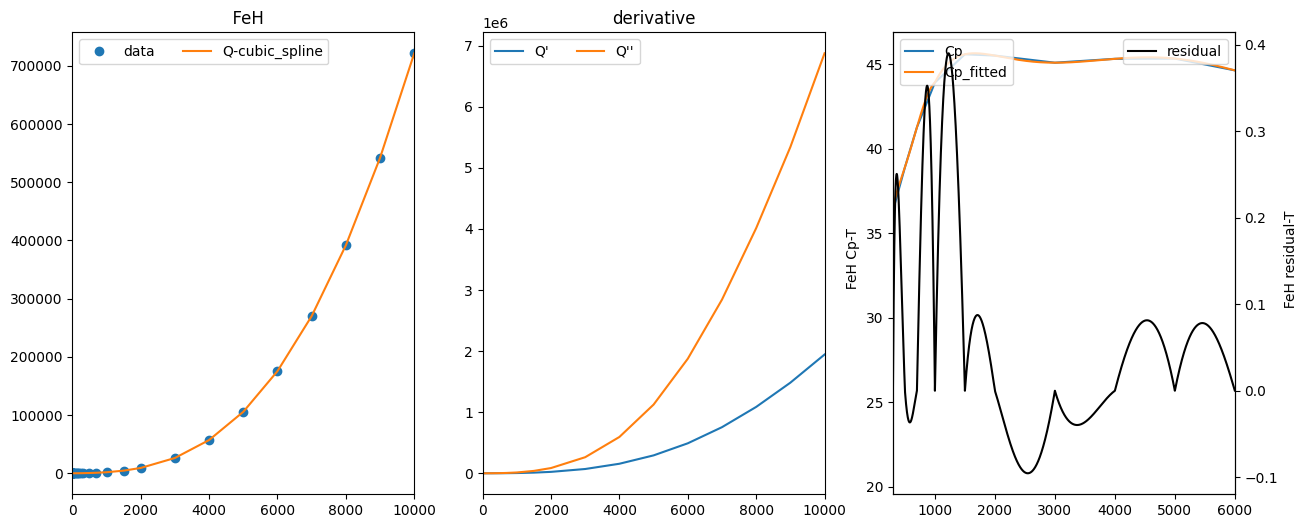 FeH
data
Q-cubic_spline
700000
600000
500000
400000
300000
200000
100000
0
0 2000 4000 6000 8000 10000
derivative
1e6
Q'
Q''
7
6
5
4
3
2
1
0
0 2000 4000 6000 8000 10000
Cp
Cp_fitted
residual
FeH Cp-T
45
40
35
30
25
20
1000 2000 3000 4000 5000 6000
0.4
0.3
0.2
0.1
0.0
−0.1
FeH residual-T